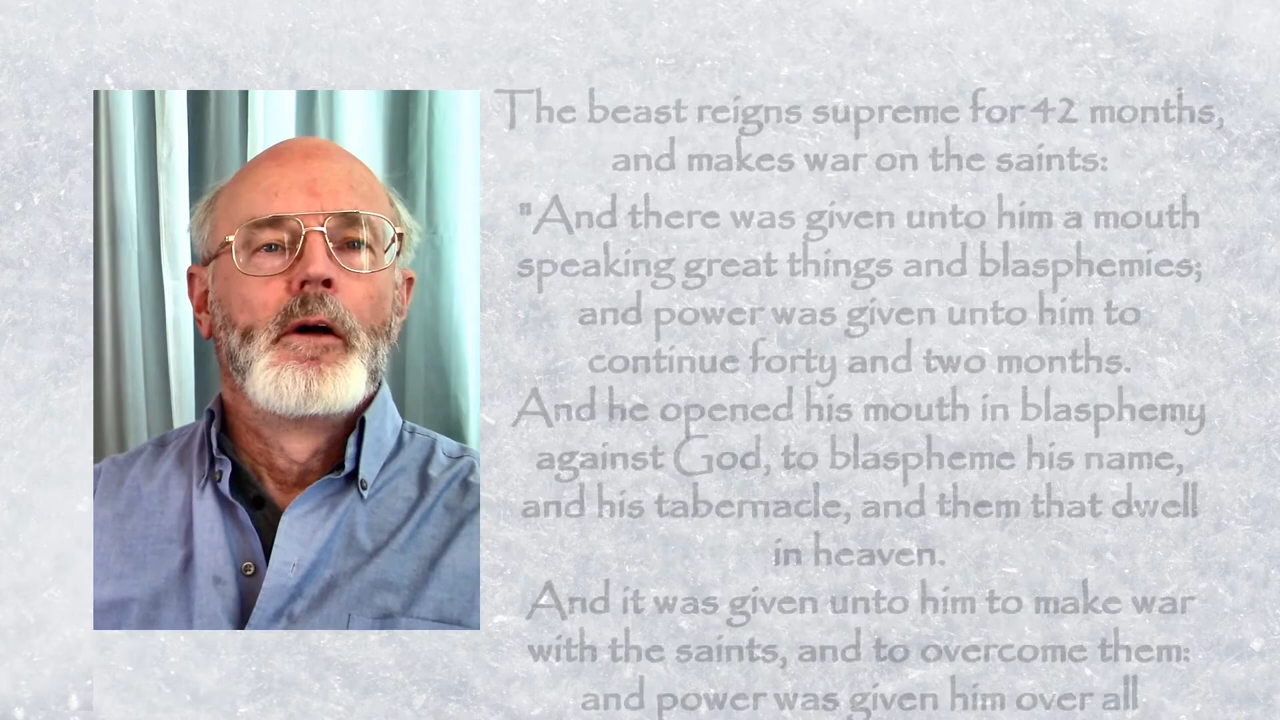 The beast reigns supreme for 42 months,
and makes war on the saints:
"And there was given unto him a mouth
speaking great things and blasphemies;
and power was given unto him to
continue forty and two months.
And he opened his mouth in blasphemy
against God, to blaspheme his name,
and his tabernacle, and them that dwell
in heaven.
And it was given unto him to make war
with the saints, and to overcome them:
and power was given him over all